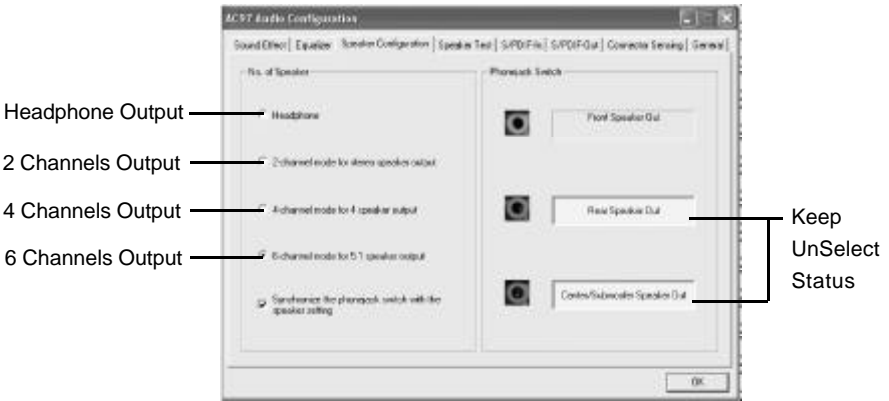 AC97 Audio Configuration
Sound Effect Equalizer Speaker Configuration Speaker Test S/PDIF-In S/PDIF-Out Connector Sensing General
No. of Speaker
Phonejack Switch
Headphone Output
Headphone
Front Speaker Out
2 Channels Output
2-channel mode for stereo speaker output
4 Channels Output
4-channel mode for 4 speaker output
Rear Speaker Out
6 Channels Output
6-channel mode for 5.1 speaker output
Synchronize the phonejack switch with the
speaker setting
Center/Subwoofer Speaker Out
Keep
UnSelect
Status
OK